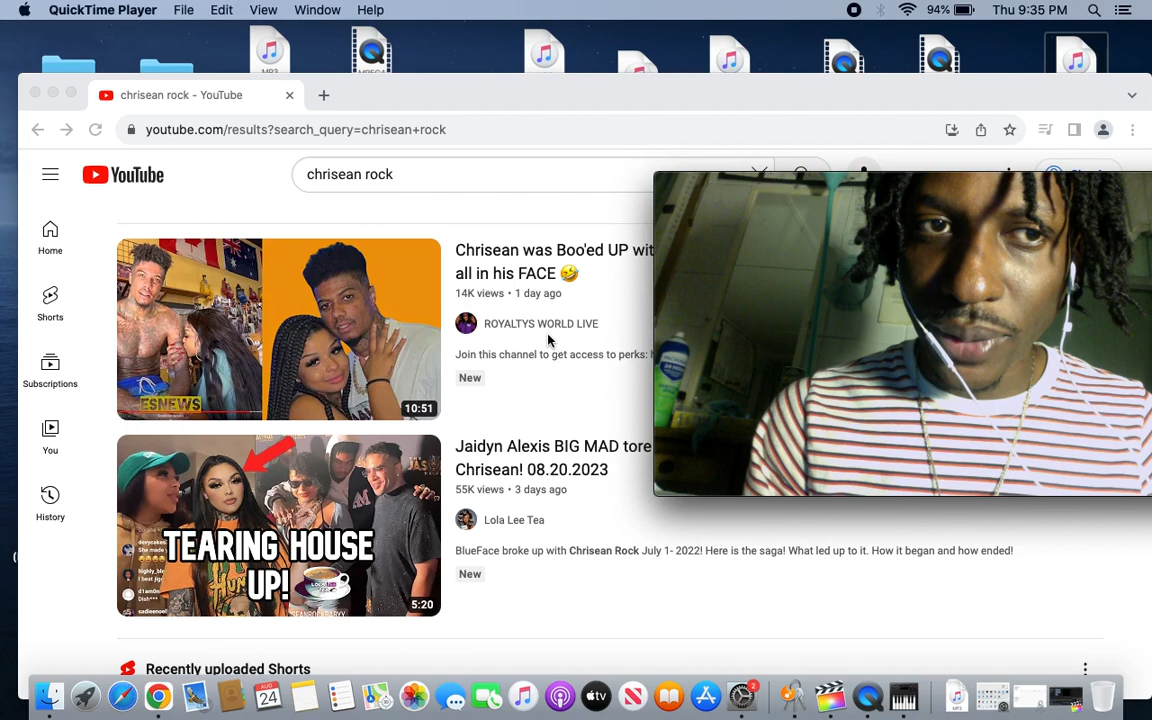 QuickTime Player File Edit View Window Help 94% Thu 9:35 PM
MP3
chrisean rock - YouTube
youtube.com/results?search_query=chrisean+rock
YouTube
chrisean rock
Home
Shorts
Subscriptions
You
History
ESNEWS
10:51
Chrisean was Boo'ed UP wit
all in his FACE 🤣
14K views • 1 day ago
ROYALTYS WORLD LIVE
Join this channel to get access to perks:
New
TEARING HOUSE
UP!
5:20
Jaidyn Alexis BIG MAD tore
Chrisean! 08.20.2023
55K views • 3 days ago
Lola Lee Tea
BlueFace broke up with Chrisean Rock July 1- 2022! Here is the saga! What led up to it. How it began and how ended!
New
Recently uploaded Shorts
AUG
24
tv
2